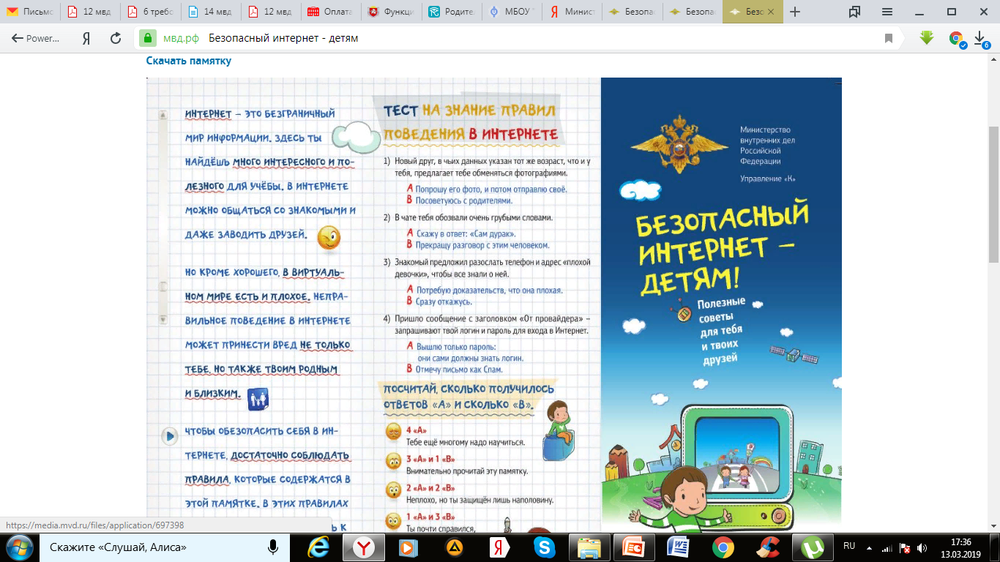 Письмо
12 мвд
6 требо
14 мвд
12 мвд
Оплата
Функци
Родите
МБОУ "
Минист
Безопас
Безопа
Безо
Power...
мвд.рф Безопасный интернет - детям
6
Скачать памятку
ИНТЕРНЕТ – ЭТО БЕЗГРАНИЧНЫЙ
МИР ИНФОРМАЦИИ. ЗДЕСЬ ТЫ
НАЙДЁШЬ МНОГО ИНТЕРЕСНОГО И ПО-
ЛЕЗНОГО ДЛЯ УЧЁБЫ. В ИНТЕРНЕТЕ
МОЖНО ОБЩАТЬСЯ СО ЗНАКОМЫМИ И
ДАЖЕ ЗАВОДИТЬ ДРУЗЕЙ.
НО КРОМЕ ХОРОШЕГО, В ВИРТУАЛЬ-
НОМ МИРЕ ЕСТЬ И ПЛОХОЕ. НЕПРА-
ВИЛЬНОЕ ПОВЕДЕНИЕ В ИНТЕРНЕТЕ
МОЖЕТ ПРИНЕСТИ ВРЕД НЕ ТОЛЬКО
ТЕБЕ, НО ТАКЖЕ ТВОИМ РОДНЫМ
И БЛИЗКИМ.
ЧТОБЫ ОБЕЗОПАСИТЬ СЕБЯ В ИН-
ТЕРНЕТЕ, ДОСТАТОЧНО СОБЛЮДАТЬ
ПРАВИЛА, КОТОРЫЕ СОДЕРЖАТСЯ В
ЭТОЙ ПАМЯТКЕ. В ЭТИХ ПРАВИЛАХ
К
ТЕСТ НА ЗНАНИЕ ПРАВИЛ
ПОВЕДЕНИЯ В ИНТЕРНЕТЕ
1) Новый друг, в чьих данных указан тот же возраст, что и у
тебя, предлагает тебе обменяться фотографиями.
A Попрошу его фото, и потом отправлю своё.
B Посоветуюсь с родителями.
2) В чате тебя обозвали очень грубыми словами.
A Скажу в ответ: «Сам дурак».
B Прекращу разговор с этим человеком.
3) Знакомый предложил разослать телефон и адрес «плохой
девочки», чтобы все знали о ней.
A Потребую доказательств, что она плохая.
B Сразу откажусь.
4) Пришло сообщение с заголовком «От провайдера» –
запрашивают твой логин и пароль для входа в Интернет.
A Вышлю только пароль:
они сами должны знать логин.
B Отмечу письмо как Спам.
ПОСЧИТАЙ, СКОЛЬКО ПОЛУЧИЛОСЬ
ОТВЕТОВ «А» И СКОЛЬКО «В».
4 «А»
Тебе ещё многому надо научиться.
3 «А» и 1 «В»
Внимательно прочитай эту памятку.
2 «А» и 2 «В»
Неплохо, но ты защищён лишь наполовину.
1 «А» и 3 «В»
Ты почти справился,
Министерство
внутренних дел
Российской
Федерации
Управление «К»
БЕЗОПАСНЫЙ
ИНТЕРНЕТ –
ДЕТЯМ!
Полезные
советы
для тебя
и твоих
друзей
https://media.mvd.ru/files/application/697398
Скажите «Слушай, Алиса»
RU
17:36
13.03.2019